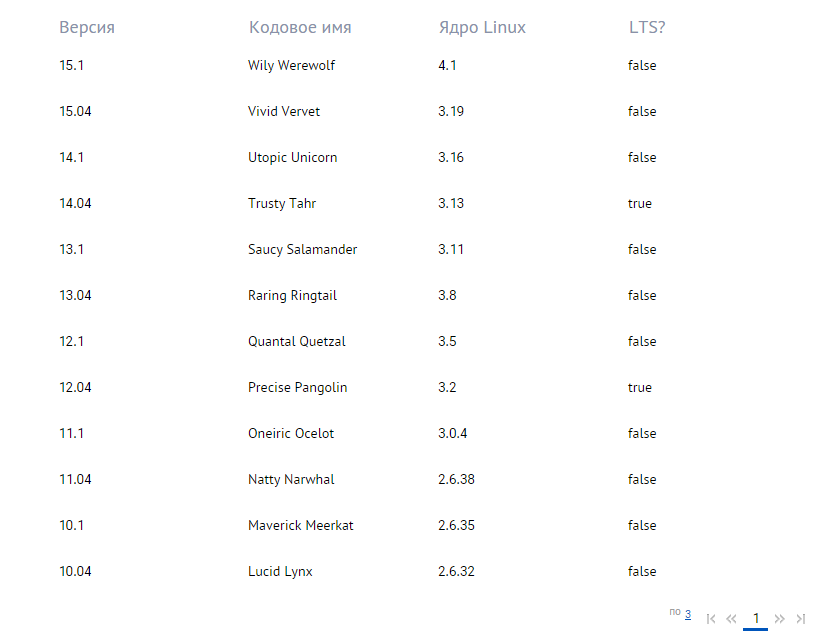 Версия Кодовое имя Ядро Linux LTS?
15.1 Wily Werewolf 4.1 false
15.04 Vivid Vervet 3.19 false
14.1 Utopic Unicorn 3.16 false
14.04 Trusty Tahr 3.13 true
13.1 Saucy Salamander 3.11 false
13.04 Raring Ringtail 3.8 false
12.1 Quantal Quetzal 3.5 false
12.04 Precise Pangolin 3.2 true
11.1 Oneiric Ocelot 3.0.4 false
11.04 Natty Narwhal 2.6.38 false
10.1 Maverick Meerkat 2.6.35 false
10.04 Lucid Lynx 2.6.32 false
по 3 1